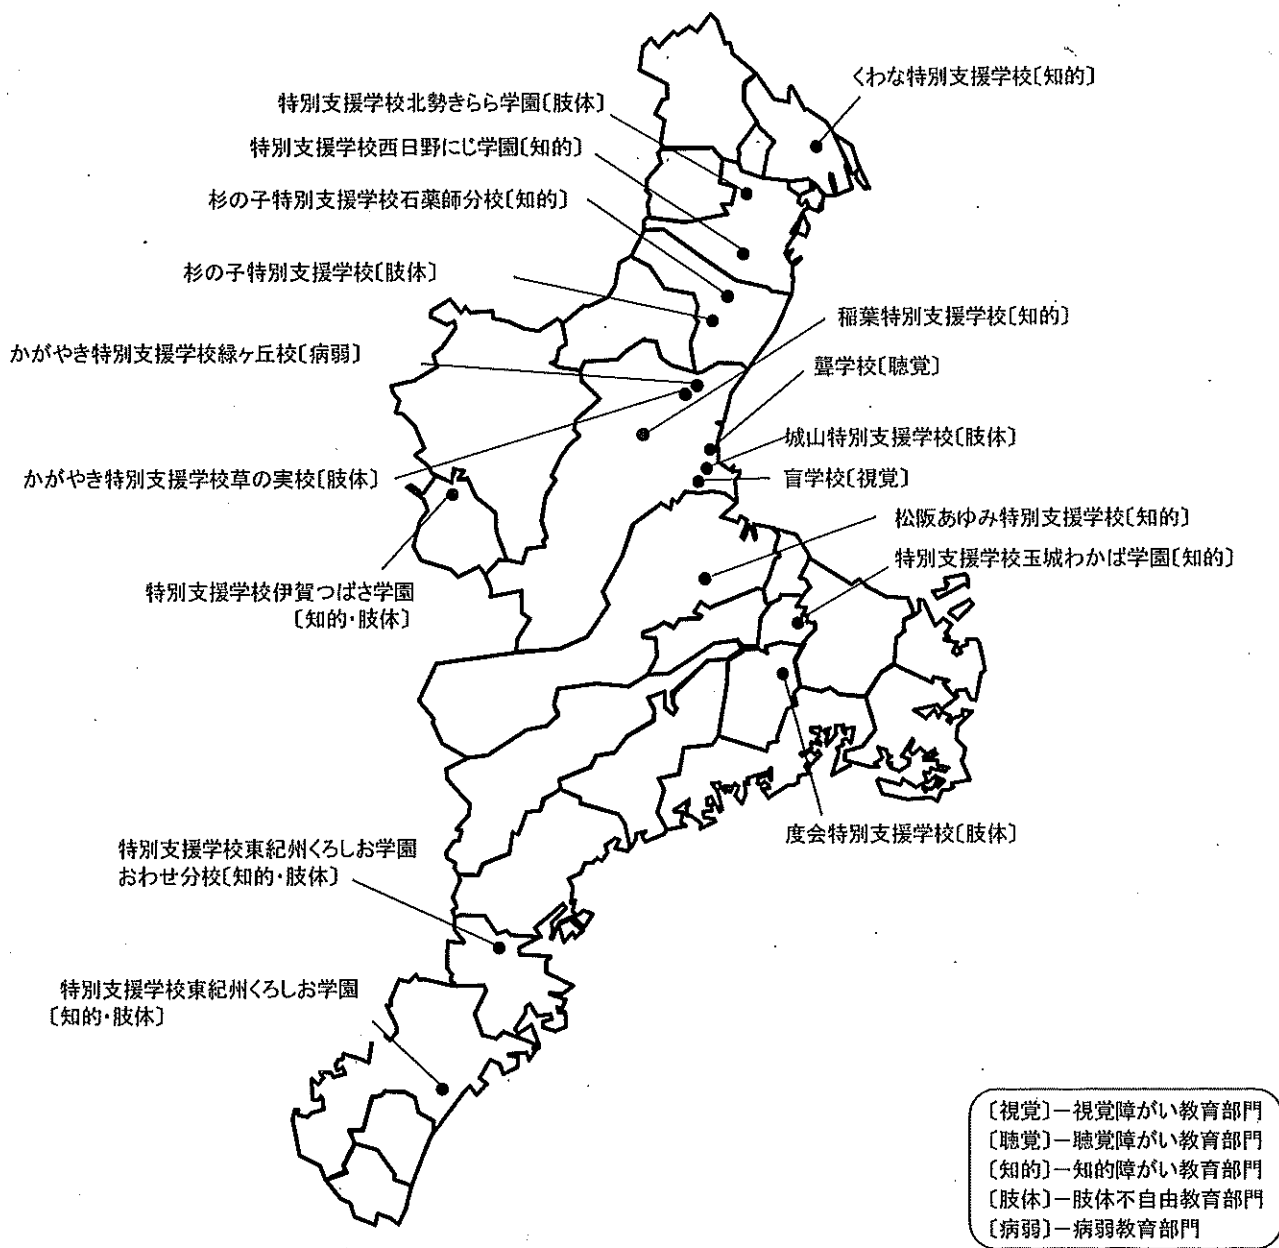 くわな特別支援学校〔知的〕
特別支援学校北勢きらら学園〔肢体〕
特別支援学校西日野にじ学園〔知的〕
杉の子特別支援学校石薬師分校〔知的〕
杉の子特別支援学校〔肢体〕
稲葉特別支援学校〔知的〕
かがやき特別支援学校緑ヶ丘校〔病弱〕
聾学校〔聴覚〕
城山特別支援学校〔肢体〕
かがやき特別支援学校草の実校〔肢体〕
盲学校〔視覚〕
松阪あゆみ特別支援学校〔知的〕
特別支援学校玉城わかば学園〔知的〕
特別支援学校伊賀つばさ学園
〔知的・肢体〕
度会特別支援学校〔肢体〕
特別支援学校東紀州くろしお学園
おわせ分校〔知的・肢体〕
特別支援学校東紀州くろしお学園
〔知的・肢体〕
〔視覚〕－視覚障がい教育部門
〔聴覚〕－聴覚障がい教育部門
〔知的〕－知的障がい教育部門
〔肢体〕－肢体不自由教育部門
〔病弱〕－病弱教育部門